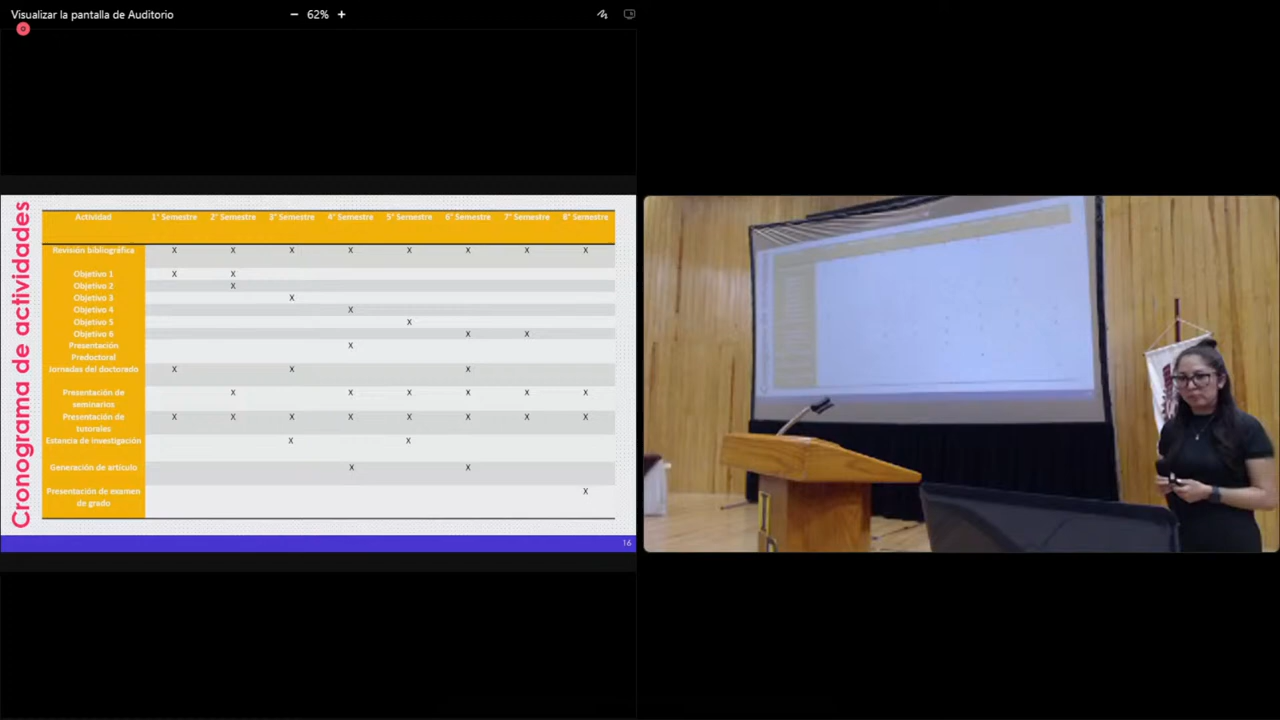 Visualizar la pantalla de Auditorio
− 62% +
Cronograma de actividades
Actividad 1° Semestre 2° Semestre 3° Semestre 4° Semestre 5° Semestre 6° Semestre 7° Semestre 8° Semestre
Revisión bibliográfica X X X X X X X X
Objetivo 1 X X
Objetivo 2 X
Objetivo 3 X
Objetivo 4 X
Objetivo 5 X
Objetivo 6 X X
Presentación X
Predoctoral
Jornadas del doctorado X X X
Presentación de X X X X X X
seminarios
Presentación de X X X X X X X X
tutorales
Estancia de investigación X X
Generación de artículo X X
Presentación de examen X
de grado
16